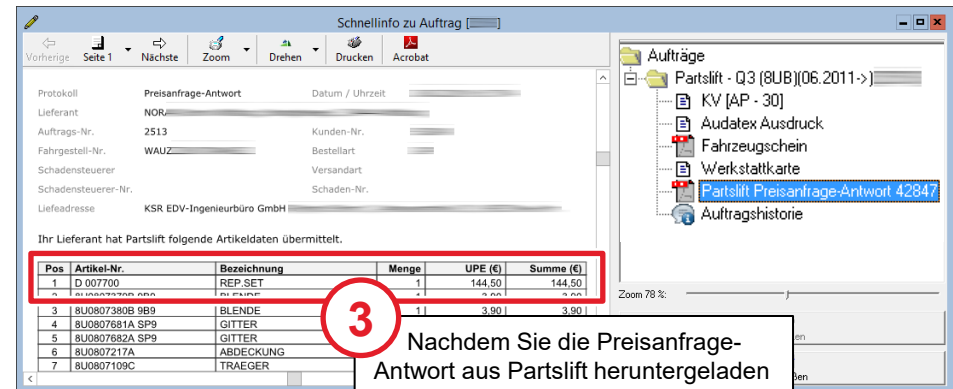 Schnellinfo zu Auftrag [
Vorherige Seite 1 Nächste Zoom Drehen Drucken Acrobat
Protokoll Preisanfrage-Antwort Datum / Uhrzeit
Lieferant NOR
Auftrags-Nr. 2513 Kunden-Nr.
Fahrgestell-Nr. WAUZ Bestellart
Schadensteuerer Versandart
Schadensteuerer-Nr. Schaden-Nr.
Liefeadresse KSR EDV-Ingenieurbüro GmbH
Ihr Lieferant hat Partslift folgende Artikeldaten übermittelt.
Pos Artikel-Nr. Bezeichnung Menge UPE (€) Summe (€)
1 D 007700 REP.SET 1 144,50 144,50
3 8U0807380B 9B9 BLENDE 1 3,90 3,90
4 8U0807681A SP9 GITTER
5 8U0807682A SP9 GITTER
6 8U0807217A ABDECKUNG
7 8U0807109C TRAEGER
3
Nachdem Sie die Preisanfrage-
Antwort aus Partslift heruntergeladen
Aufträge
Partslift - Q3 (8UB)(06.2011->)
KV [AP - 30]
Audatex Ausdruck
Fahrzeugschein
Werkstattkarte
Partslift Preisanfrage-Antwort 42847
Auftragshistorie
Zoom 78 %: